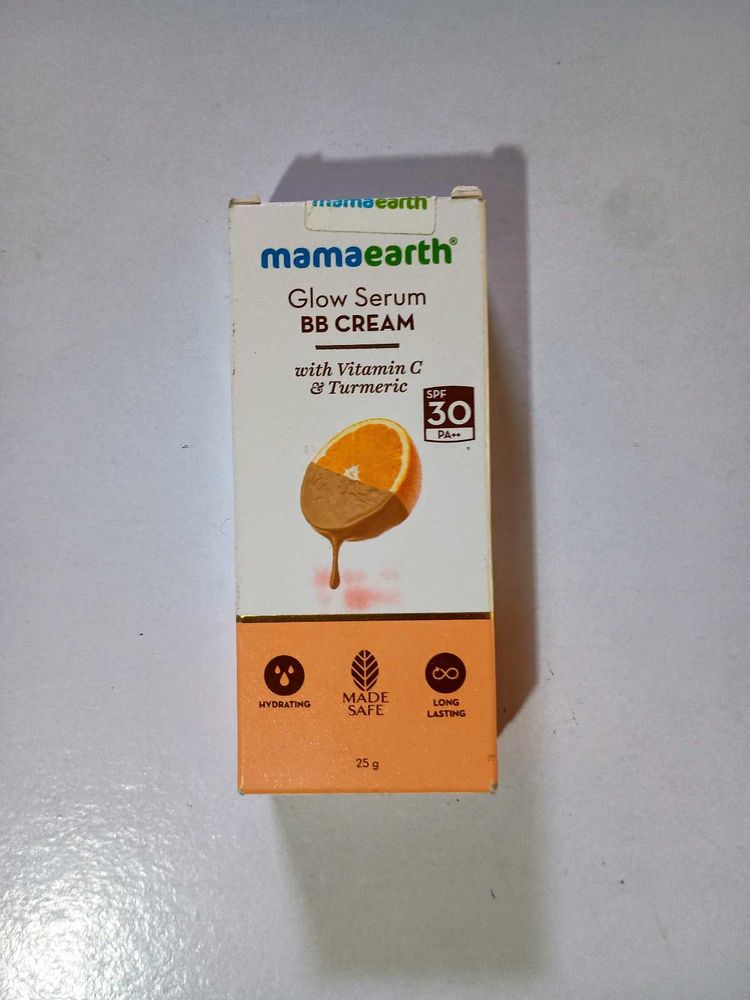 mamaearth
mamaearth®
Glow Serum
BB CREAM
with Vitamin C
& Turmeric
SPF
30
PA++
HYDRATING
MADE
SAFE
LONG
LASTING
25 g